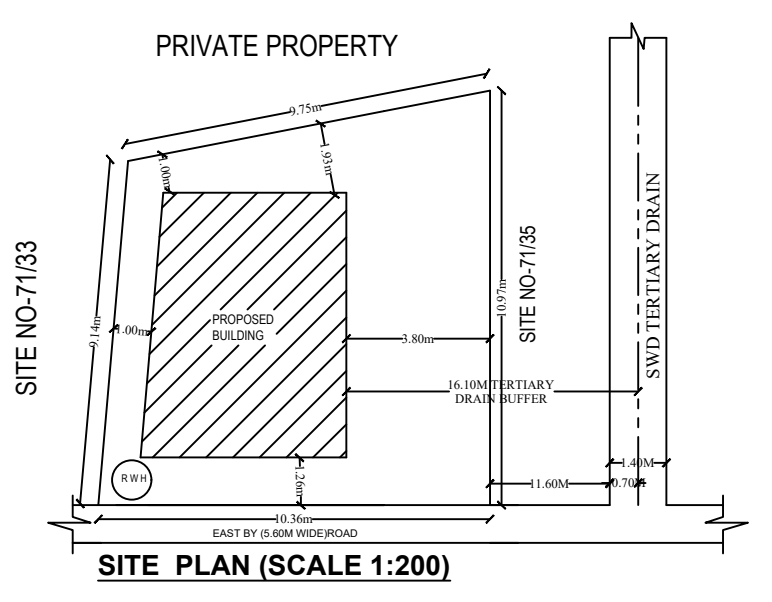 PRIVATE PROPERTY
9.75m
1.00m
1.93m
SITE NO-71/33
9.14m
1.00m
PROPOSED
BUILDING
3.80m
10.97m
SITE NO-71/35
SWD TERTIARY DRAIN
16.10M TERTIARY
DRAIN BUFFER
RWH
1.26m
11.60M
1.40M
0.70M
10.36m
EAST BY (5.60M WIDE)ROAD
SITE PLAN (SCALE 1:200)